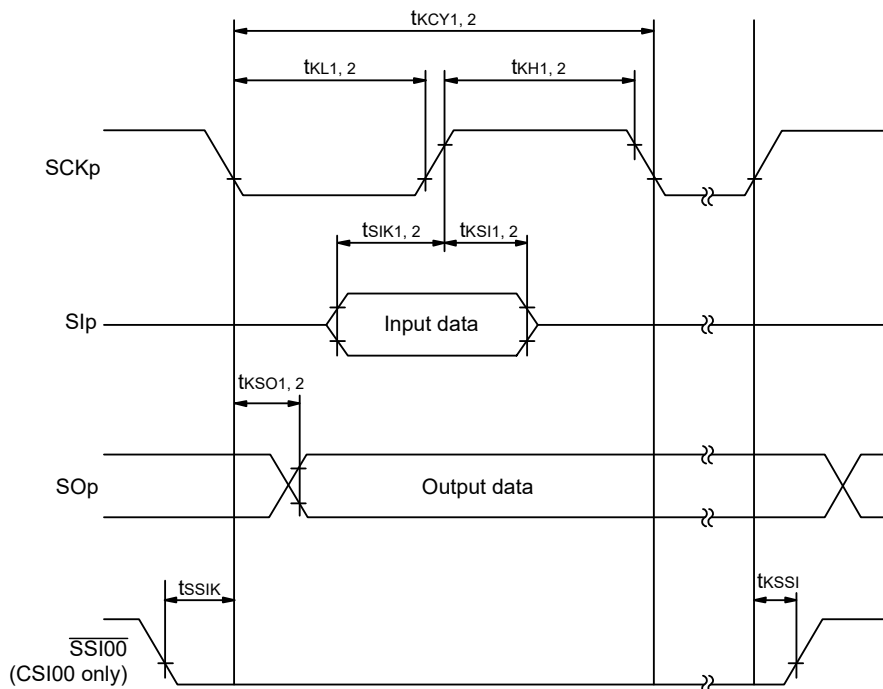 tKCY1, 2
tKL1, 2
tKH1, 2
SCKp
tSIK1, 2
tKSI1, 2
SIp
Input data
tKSO1, 2
SOp
Output data
tSSIK
tKSSI
SSI00
(CSI00 only)